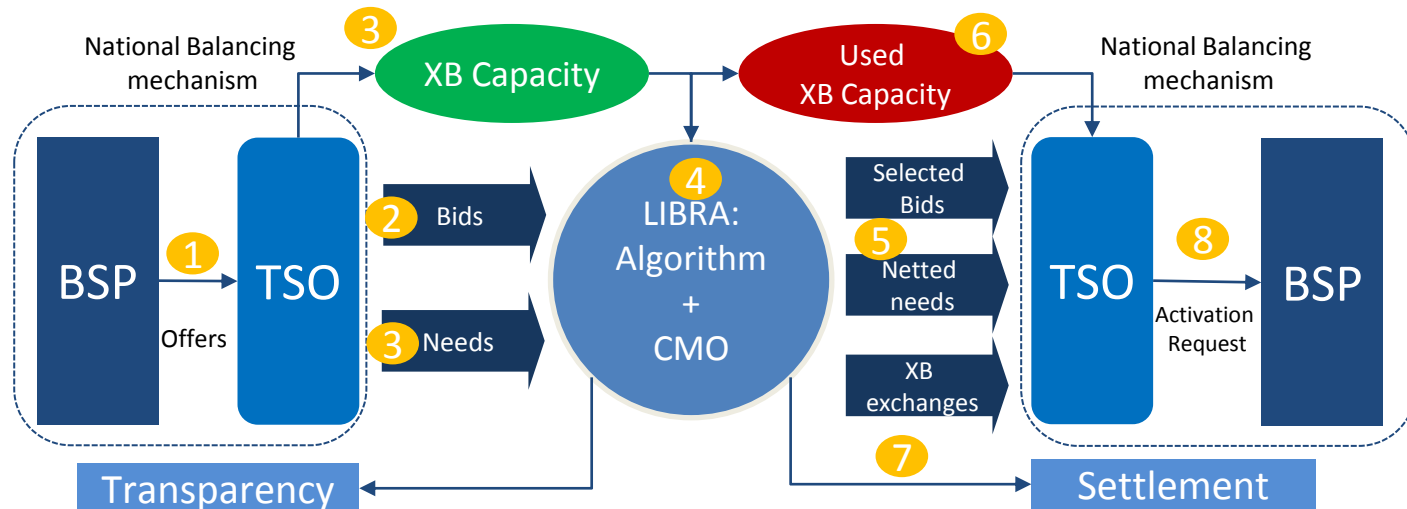 National Balancing
mechanism
3
XB Capacity
Used
XB Capacity
6
National Balancing
mechanism
BSP
1
Offers
TSO
2
Bids
3
Needs
4
LIBRA:
Algorithm
+
CMO
Selected
Bids
5
Netted
needs
XB
exchanges
TSO
8
Activation
Request
BSP
7
Transparency
Settlement